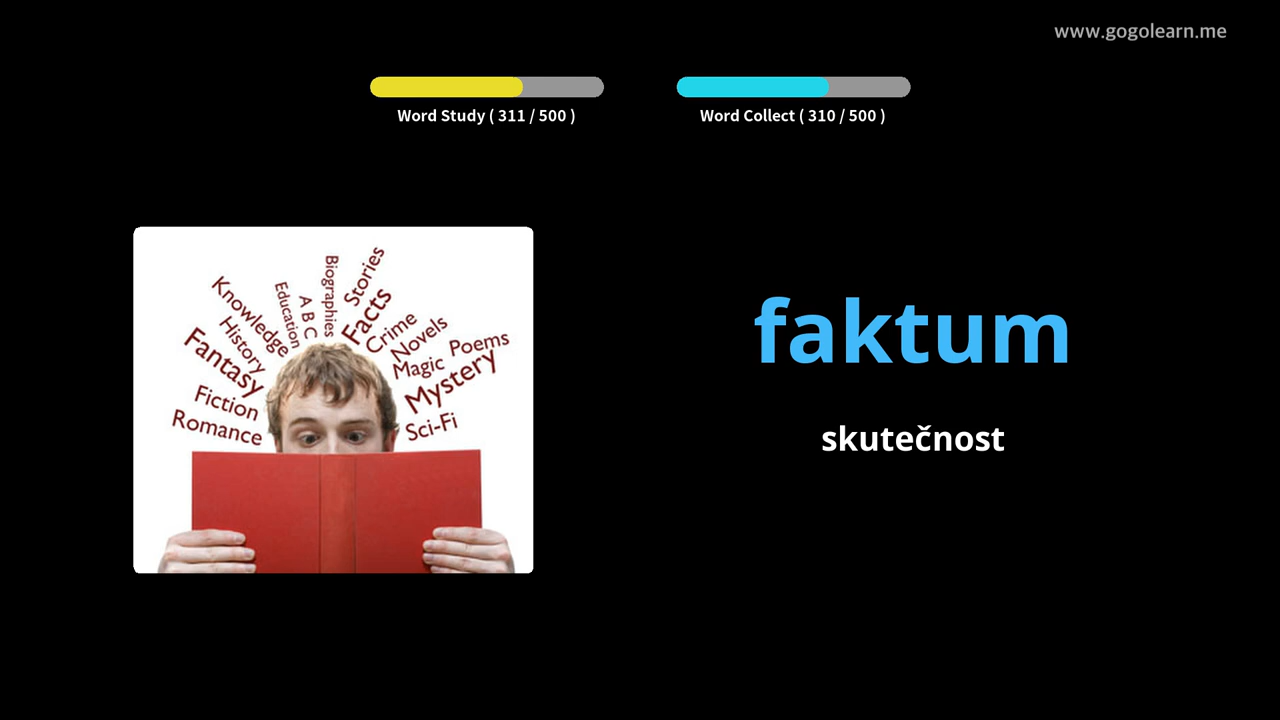 www.gogolearn.me
Word Study ( 311 / 500 )
Word Collect ( 310 / 500 )
Romance
Fiction
Fantasy
History
Knowledge
Education
A B C
Biographies
Stories
Facts
Crime
Novels
Magic
Poems
Mystery
Sci-Fi
faktum
skutečnost